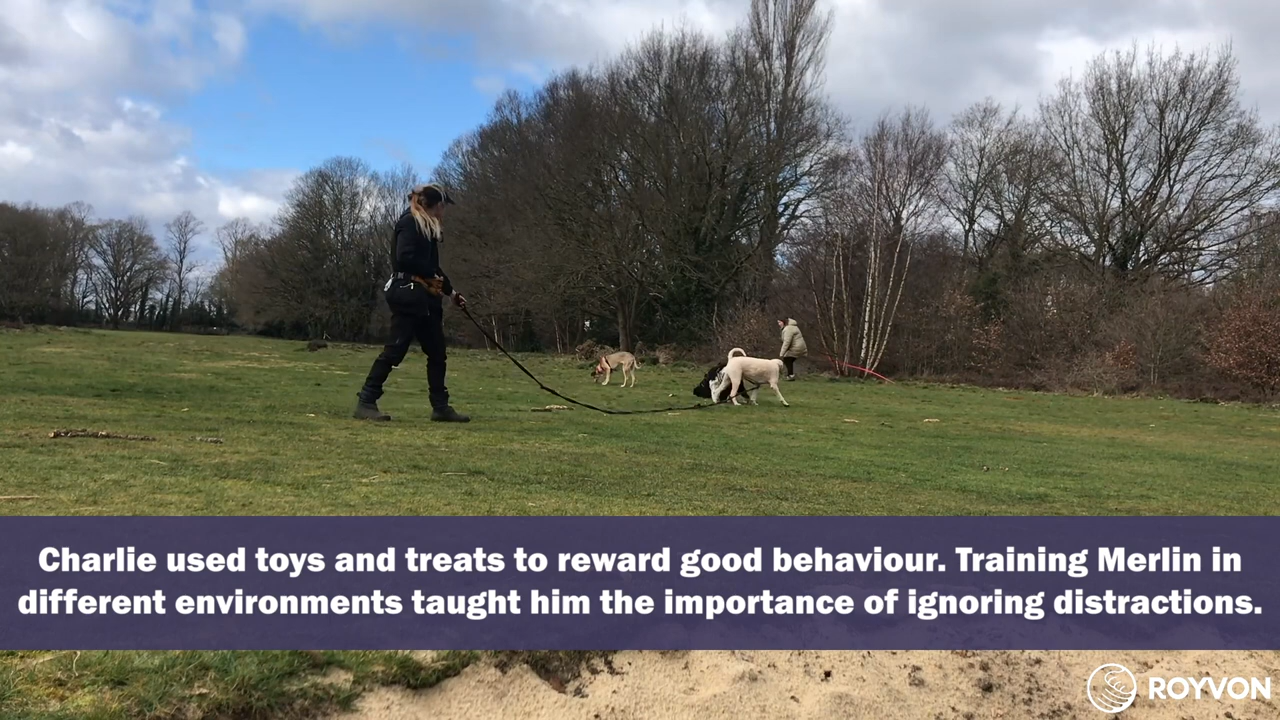 Charlie used toys and treats to reward good behaviour. Training Merlin in
different environments taught him the importance of ignoring distractions.
ROYVON